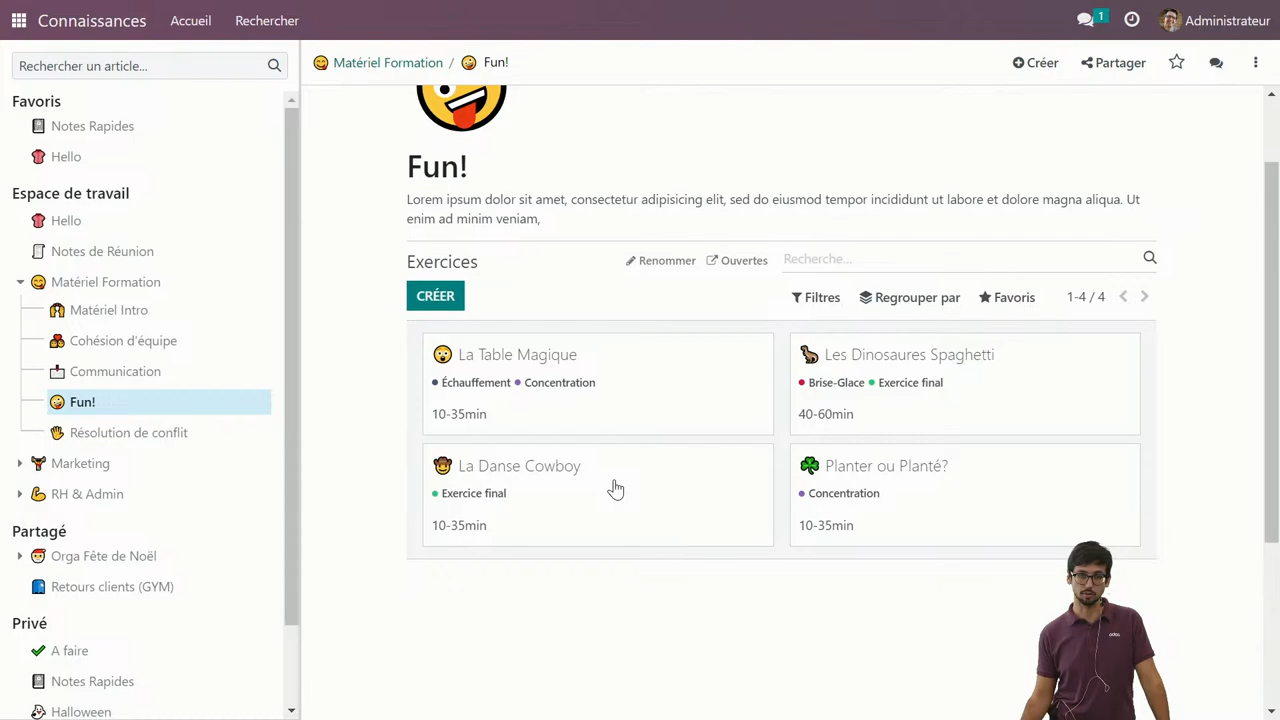 Connaissances Accueil Rechercher 1 Administrateur
Rechercher un article...
Matériel Formation / Fun! Créer Partager
Favoris
Notes Rapides
Hello
Espace de travail
Hello
Notes de Réunion
Matériel Formation
Matériel Intro
Cohésion d'équipe
Communication
Fun!
Résolution de conflit
Marketing
RH & Admin
Partagé
Orga Fête de Noël
Retours clients (GYM)
Privé
A faire
Notes Rapides
Halloween
Fun!
Lorem ipsum dolor sit amet, consectetur adipisicing elit, sed do eiusmod tempor incididunt ut labore et dolore magna aliqua. Ut
enim ad minim veniam,
Exercices Renommer Ouvertes Recherche...
CRÉER Filtres Regrouper par Favoris 1-4 / 4
La Table Magique
Échauffement Concentration
10-35min
Les Dinosaures Spaghetti
Brise-Glace Exercice final
40-60min
La Danse Cowboy
Exercice final
10-35min
Planter ou Planté?
Concentration
10-35min
odoo